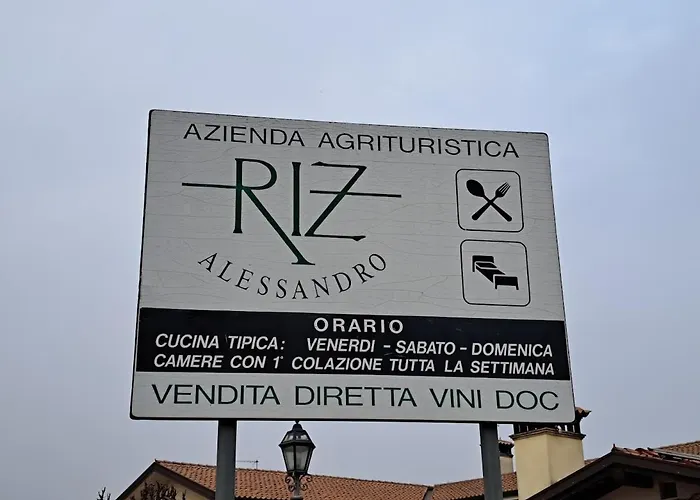 AZIENDA AGRITURISTICA
RIZ
ALESSANDRO
ORARIO
CUCINA TIPICA: VENERDI - SABATO - DOMENICA
CAMERE CON 1° COLAZIONE TUTTA LA SETTIMANA
VENDITA DIRETTA VINI DOC